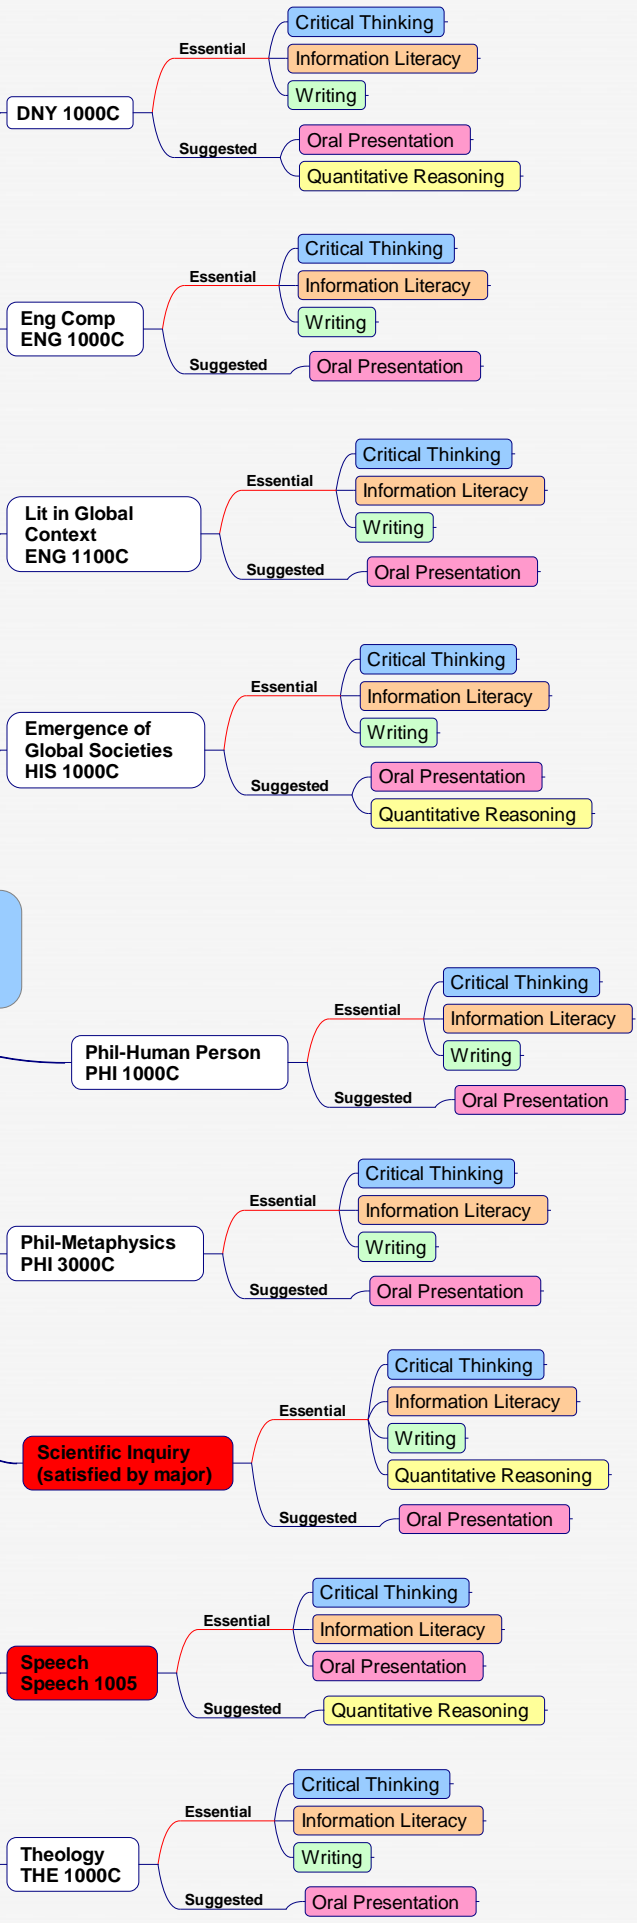 DNY 1000C
Essential
Critical Thinking
Information Literacy
Writing
Suggested
Oral Presentation
Quantitative Reasoning
Eng Comp
ENG 1000C
Essential
Critical Thinking
Information Literacy
Writing
Suggested
Oral Presentation
Lit in Global
Context
ENG 1100C
Essential
Critical Thinking
Information Literacy
Writing
Suggested
Oral Presentation
Emergence of
Global Societies
HIS 1000C
Essential
Critical Thinking
Information Literacy
Writing
Suggested
Oral Presentation
Quantitative Reasoning
Phil-Human Person
PHI 1000C
Essential
Critical Thinking
Information Literacy
Writing
Suggested
Oral Presentation
Phil-Metaphysics
PHI 3000C
Essential
Critical Thinking
Information Literacy
Writing
Suggested
Oral Presentation
Scientific Inquiry
(satisfied by major)
Essential
Critical Thinking
Information Literacy
Writing
Quantitative Reasoning
Suggested
Oral Presentation
Speech
Speech 1005
Essential
Critical Thinking
Information Literacy
Oral Presentation
Suggested
Quantitative Reasoning
Theology
THE 1000C
Essential
Critical Thinking
Information Literacy
Writing
Suggested
Oral Presentation